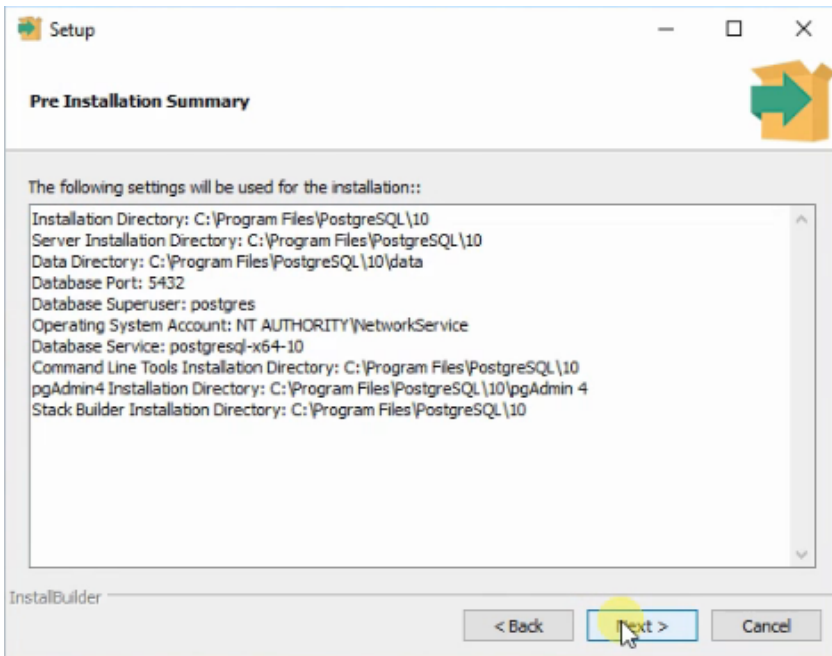 Setup
Pre Installation Summary
The following settings will be used for the installation::
Installation Directory: C:\Program Files\PostgreSQL\10
Server Installation Directory: C:\Program Files\PostgreSQL\10
Data Directory: C:\Program Files\PostgreSQL\10\data
Database Port: 5432
Database Superuser: postgres
Operating System Account: NT AUTHORITY\NetworkService
Database Service: postgresql-x64-10
Command Line Tools Installation Directory: C:\Program Files\PostgreSQL\10
pgAdmin4 Installation Directory: C:\Program Files\PostgreSQL\10\pgAdmin 4
Stack Builder Installation Directory: C:\Program Files\PostgreSQL\10
InstallBuilder
< Back
Next >
Cancel